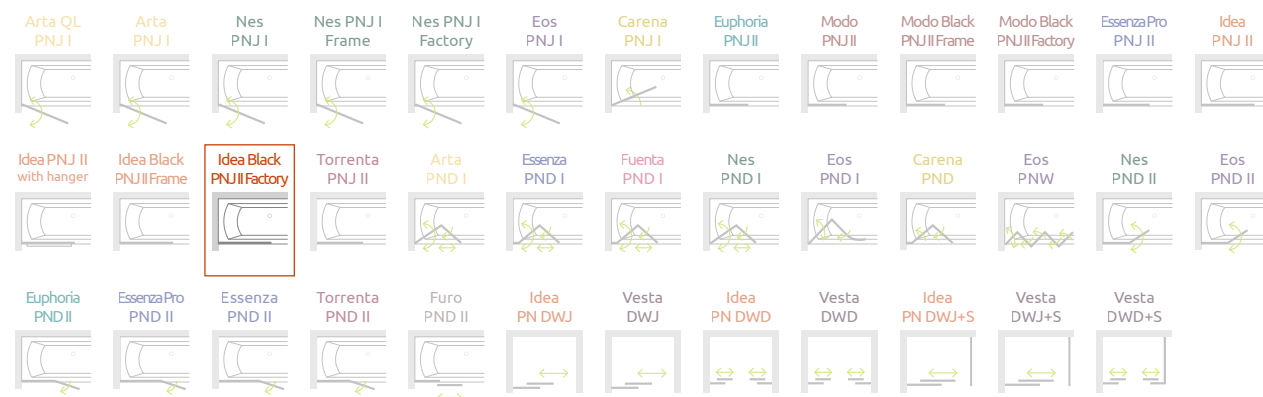 Arta QL
PNJ I
Arta
PNJ I
Nes
PNJ I
Nes PNJ I
Frame
Nes PNJ I
Factory
Eos
PNJ I
Carena
PNJ I
Euphoria
PNJ II
Modo
PNJ II
Modo Black
PNJ II Frame
Modo Black
PNJ II Factory
Essenza Pro
PNJ II
Idea
PNJ II
Idea PNJ II
with hanger
Idea Black
PNJ II Frame
Idea Black
PNJ II Factory
Torrenta
PNJ II
Arta
PND I
Essenza
PND I
Fuenta
PND I
Nes
PND I
Eos
PND I
Carena
PND
Eos
PNW
Nes
PND II
Eos
PND II
Euphoria
PND II
Essenza Pro
PND II
Essenza
PND II
Torrenta
PND II
Furo
PND II
Idea
PN DWJ
Vesta
DWJ
Idea
PN DWD
Vesta
DWD
Idea
PN DWJ+S
Vesta
DWJ+S
Vesta
DWD+S